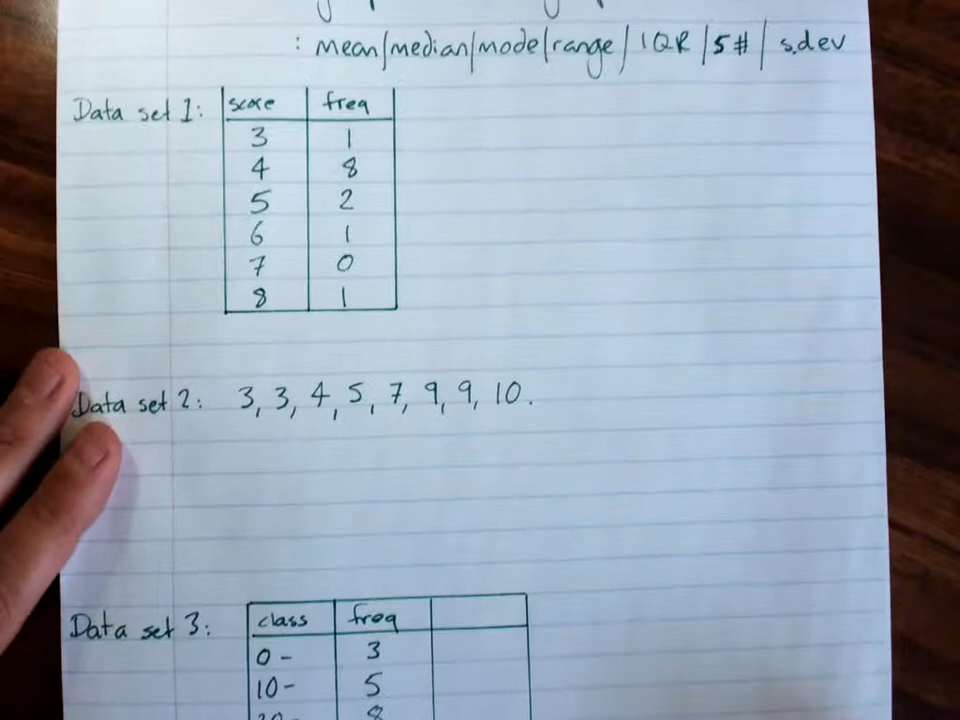 : mean/median/mode/range/IQR/5#/s.dev
Data set 1:
score freq
3 1
4 8
5 2
6 1
7 0
8 1
Data set 2: 3, 3, 4, 5, 7, 9, 9, 10.
Data set 3:
class freq
0- 3
10- 5
20- 8